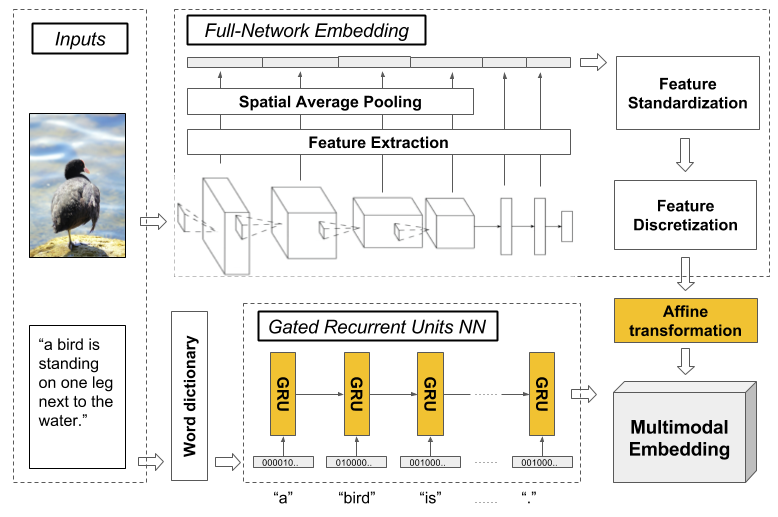 Inputs
Full-Network Embedding
Spatial Average Pooling
Feature Extraction
Feature
Standardization
Feature
Discretization
Affine
transformation
Multimodal
Embedding
“a bird is
standing
on one leg
next to the
water.”
Word dictionary
Gated Recurrent Units NN
GRU GRU GRU ...... GRU
000010.. 010000.. 001000.. ...... 001000..
“a” “bird” “is” ...... “.”